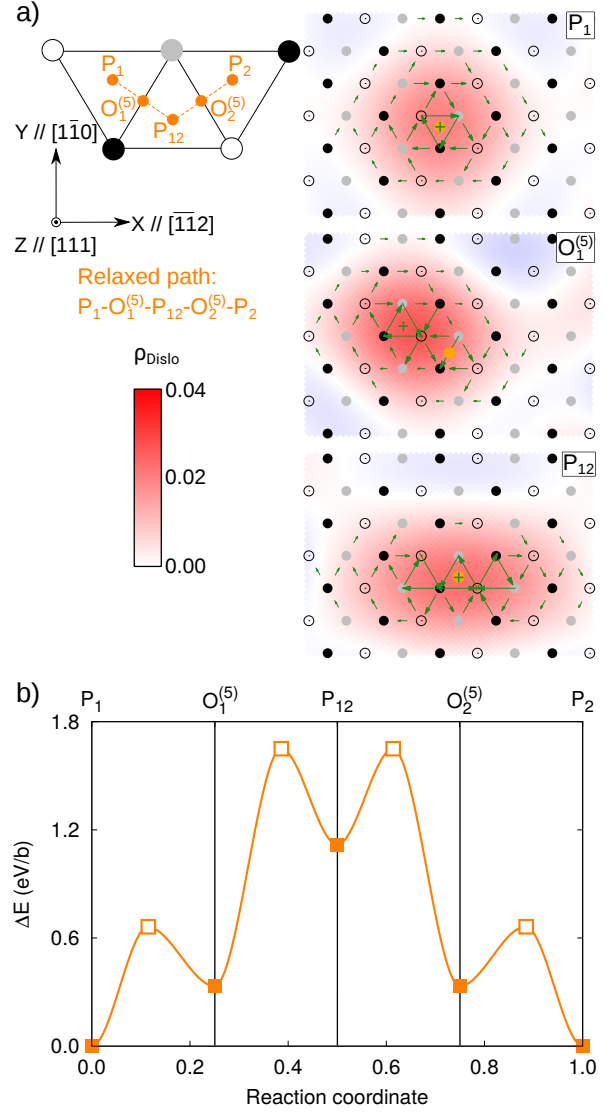 a)
P₁
P₂
O₁⁽⁵⁾
O₂⁽⁵⁾
P₁₂
Y // [11̅0]
X // [1̅1̅2]
Z // [111]
Relaxed path:
P₁-O₁⁽⁵⁾-P₁₂-O₂⁽⁵⁾-P₂
ρDislo
0.04
0.02
0.00
P₁
O₁⁽⁵⁾
P₁₂
b)
P₁ O₁⁽⁵⁾ P₁₂ O₂⁽⁵⁾ P₂
1.8
1.2
0.6
0.0
ΔE (eV/b)
0.0 0.2 0.4 0.6 0.8 1.0
Reaction coordinate